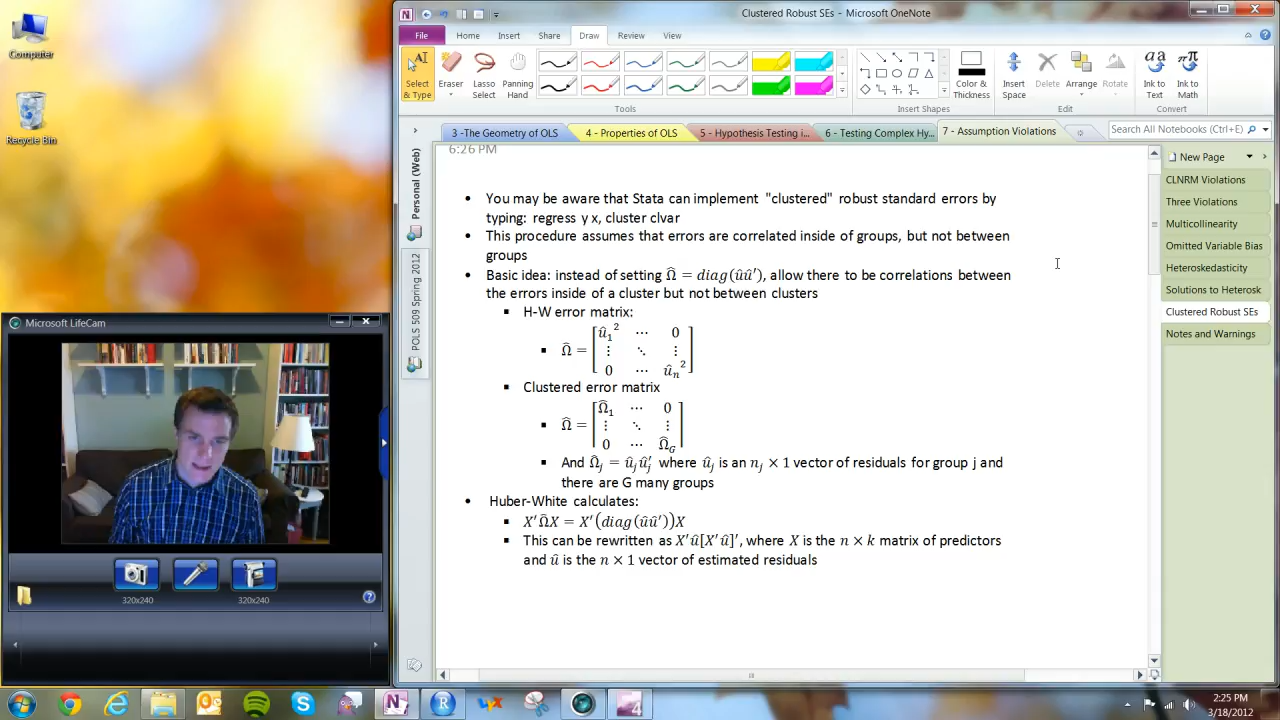 Computer
Recycle Bin
Microsoft LifeCam
320x240
320x240
Clustered Robust SEs - Microsoft OneNote
File Home Insert Share Draw Review View
Select & Type
Eraser
Lasso Select
Panning Hand
Tools
Insert Shapes
Color & Thickness
Insert Space
Delete
Arrange
Rotate
Edit
Ink to Text
Ink to Math
Convert
3 -The Geometry of OLS
4 - Properties of OLS
5 - Hypothesis Testing i...
6 - Testing Complex Hy...
7 - Assumption Violations
Search All Notebooks (Ctrl+E)
Personal (Web)
POLS 509 Spring 2012
6:26 PM
• You may be aware that Stata can implement "clustered" robust standard errors by
typing: regress y x, cluster clvar
• This procedure assumes that errors are correlated inside of groups, but not between
groups
• Basic idea: instead of setting Ω̂ = diag(ûû′), allow there to be correlations between
the errors inside of a cluster but not between clusters
▪ H-W error matrix:
▪ Ω̂ = [û₁² ⋯ 0
⋮ ⋱ ⋮
0 ⋯ ûₙ²]
▪ Clustered error matrix
▪ Ω̂ = [Ω̂₁ ⋯ 0
⋮ ⋱ ⋮
0 ⋯ Ω̂_G]
▪ And Ω̂ⱼ = ûⱼûⱼ′ where ûⱼ is an nⱼ × 1 vector of residuals for group j and
there are G many groups
• Huber-White calculates:
▪ X′Ω̂X = X′(diag(ûû′))X
▪ This can be rewritten as X′û[X′û]′, where X is the n × k matrix of predictors
and û is the n × 1 vector of estimated residuals
New Page
CLNRM Violations
Three Violations
Multicollinearity
Omitted Variable Bias
Heteroskedasticity
Solutions to Heterosk
Clustered Robust SEs
Notes and Warnings
2:25 PM
3/18/2012